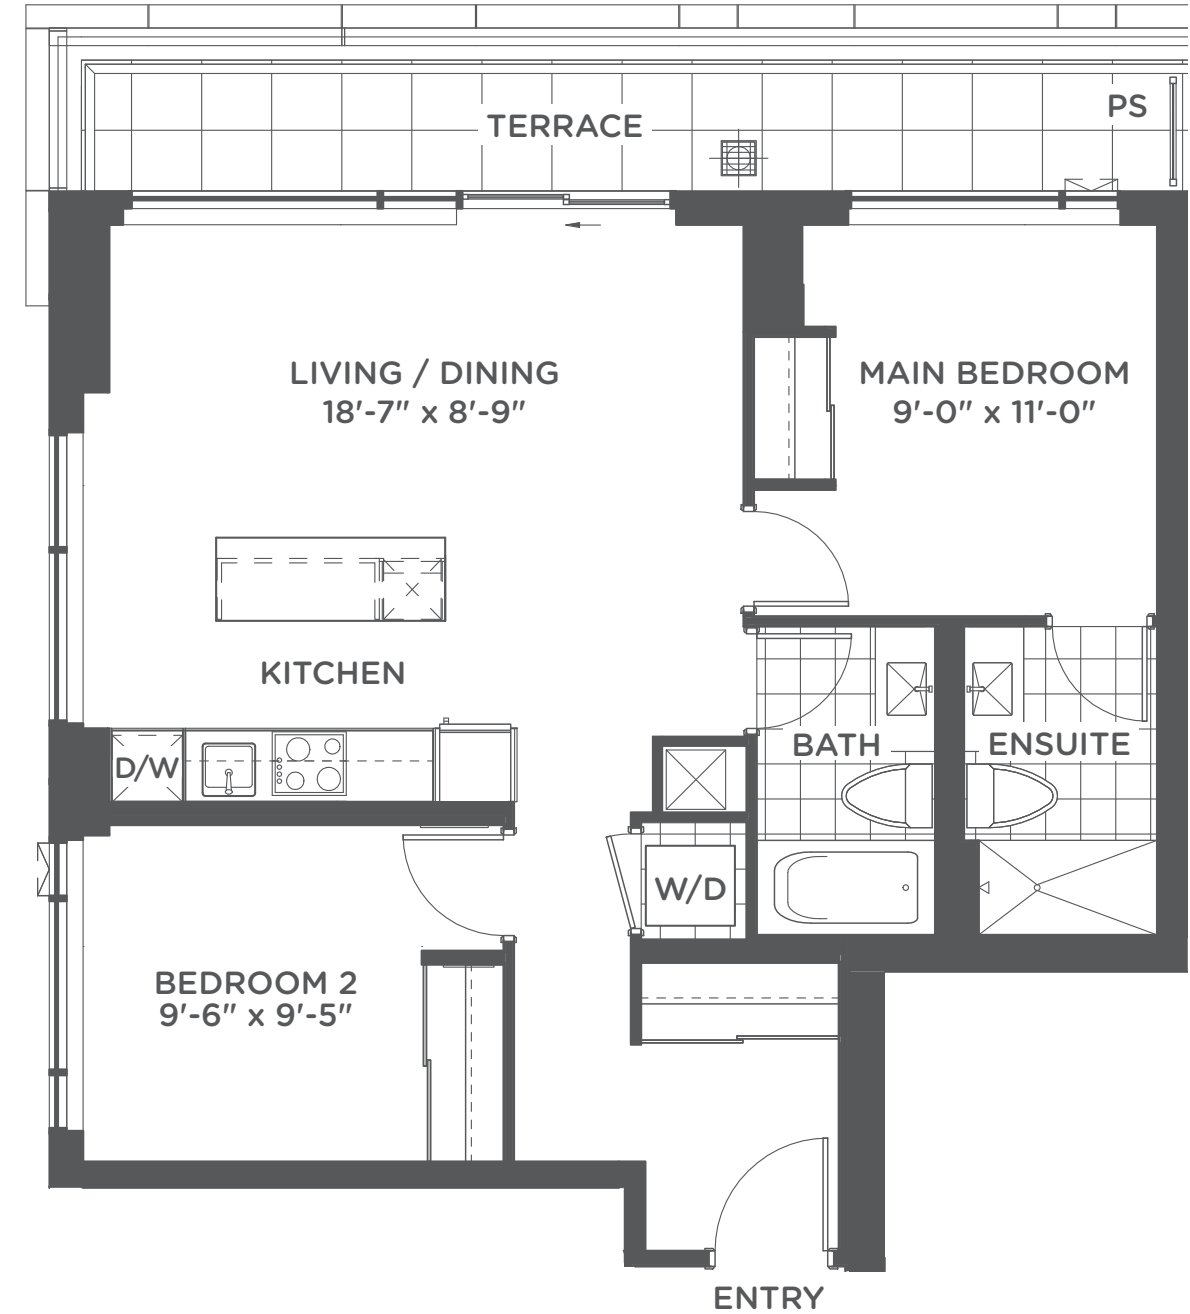 PS
TERRACE
LIVING / DINING
18'-7" x 8'-9"
MAIN BEDROOM
9'-0" x 11'-0"
KITCHEN
BATH
ENSUITE
D/W
W/D
BEDROOM 2
9'-6" x 9'-5"
ENTRY